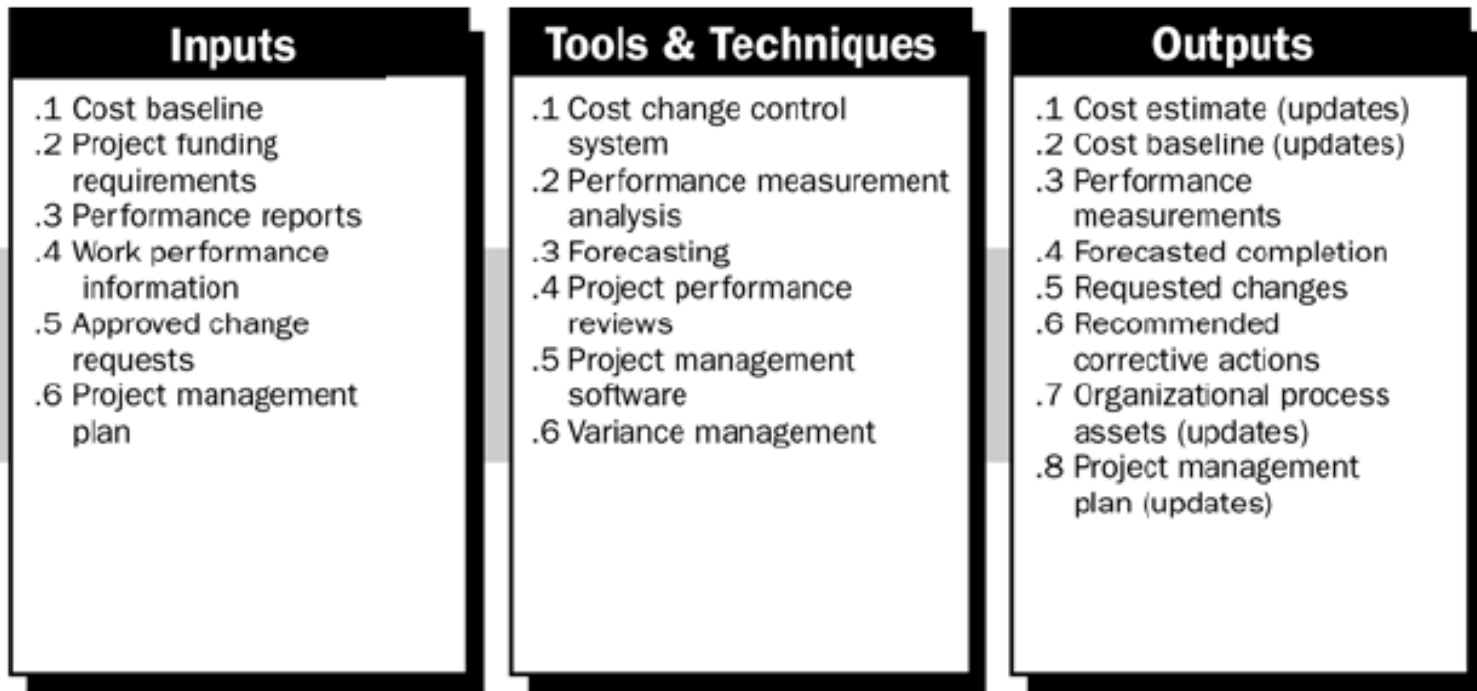 Inputs
.1 Cost baseline
.2 Project funding
requirements
.3 Performance reports
.4 Work performance
information
.5 Approved change
requests
.6 Project management
plan
Tools & Techniques
.1 Cost change control
system
.2 Performance measurement
analysis
.3 Forecasting
.4 Project performance
reviews
.5 Project management
software
.6 Variance management
Outputs
.1 Cost estimate (updates)
.2 Cost baseline (updates)
.3 Performance
measurements
.4 Forecasted completion
.5 Requested changes
.6 Recommended
corrective actions
.7 Organizational process
assets (updates)
.8 Project management
plan (updates)